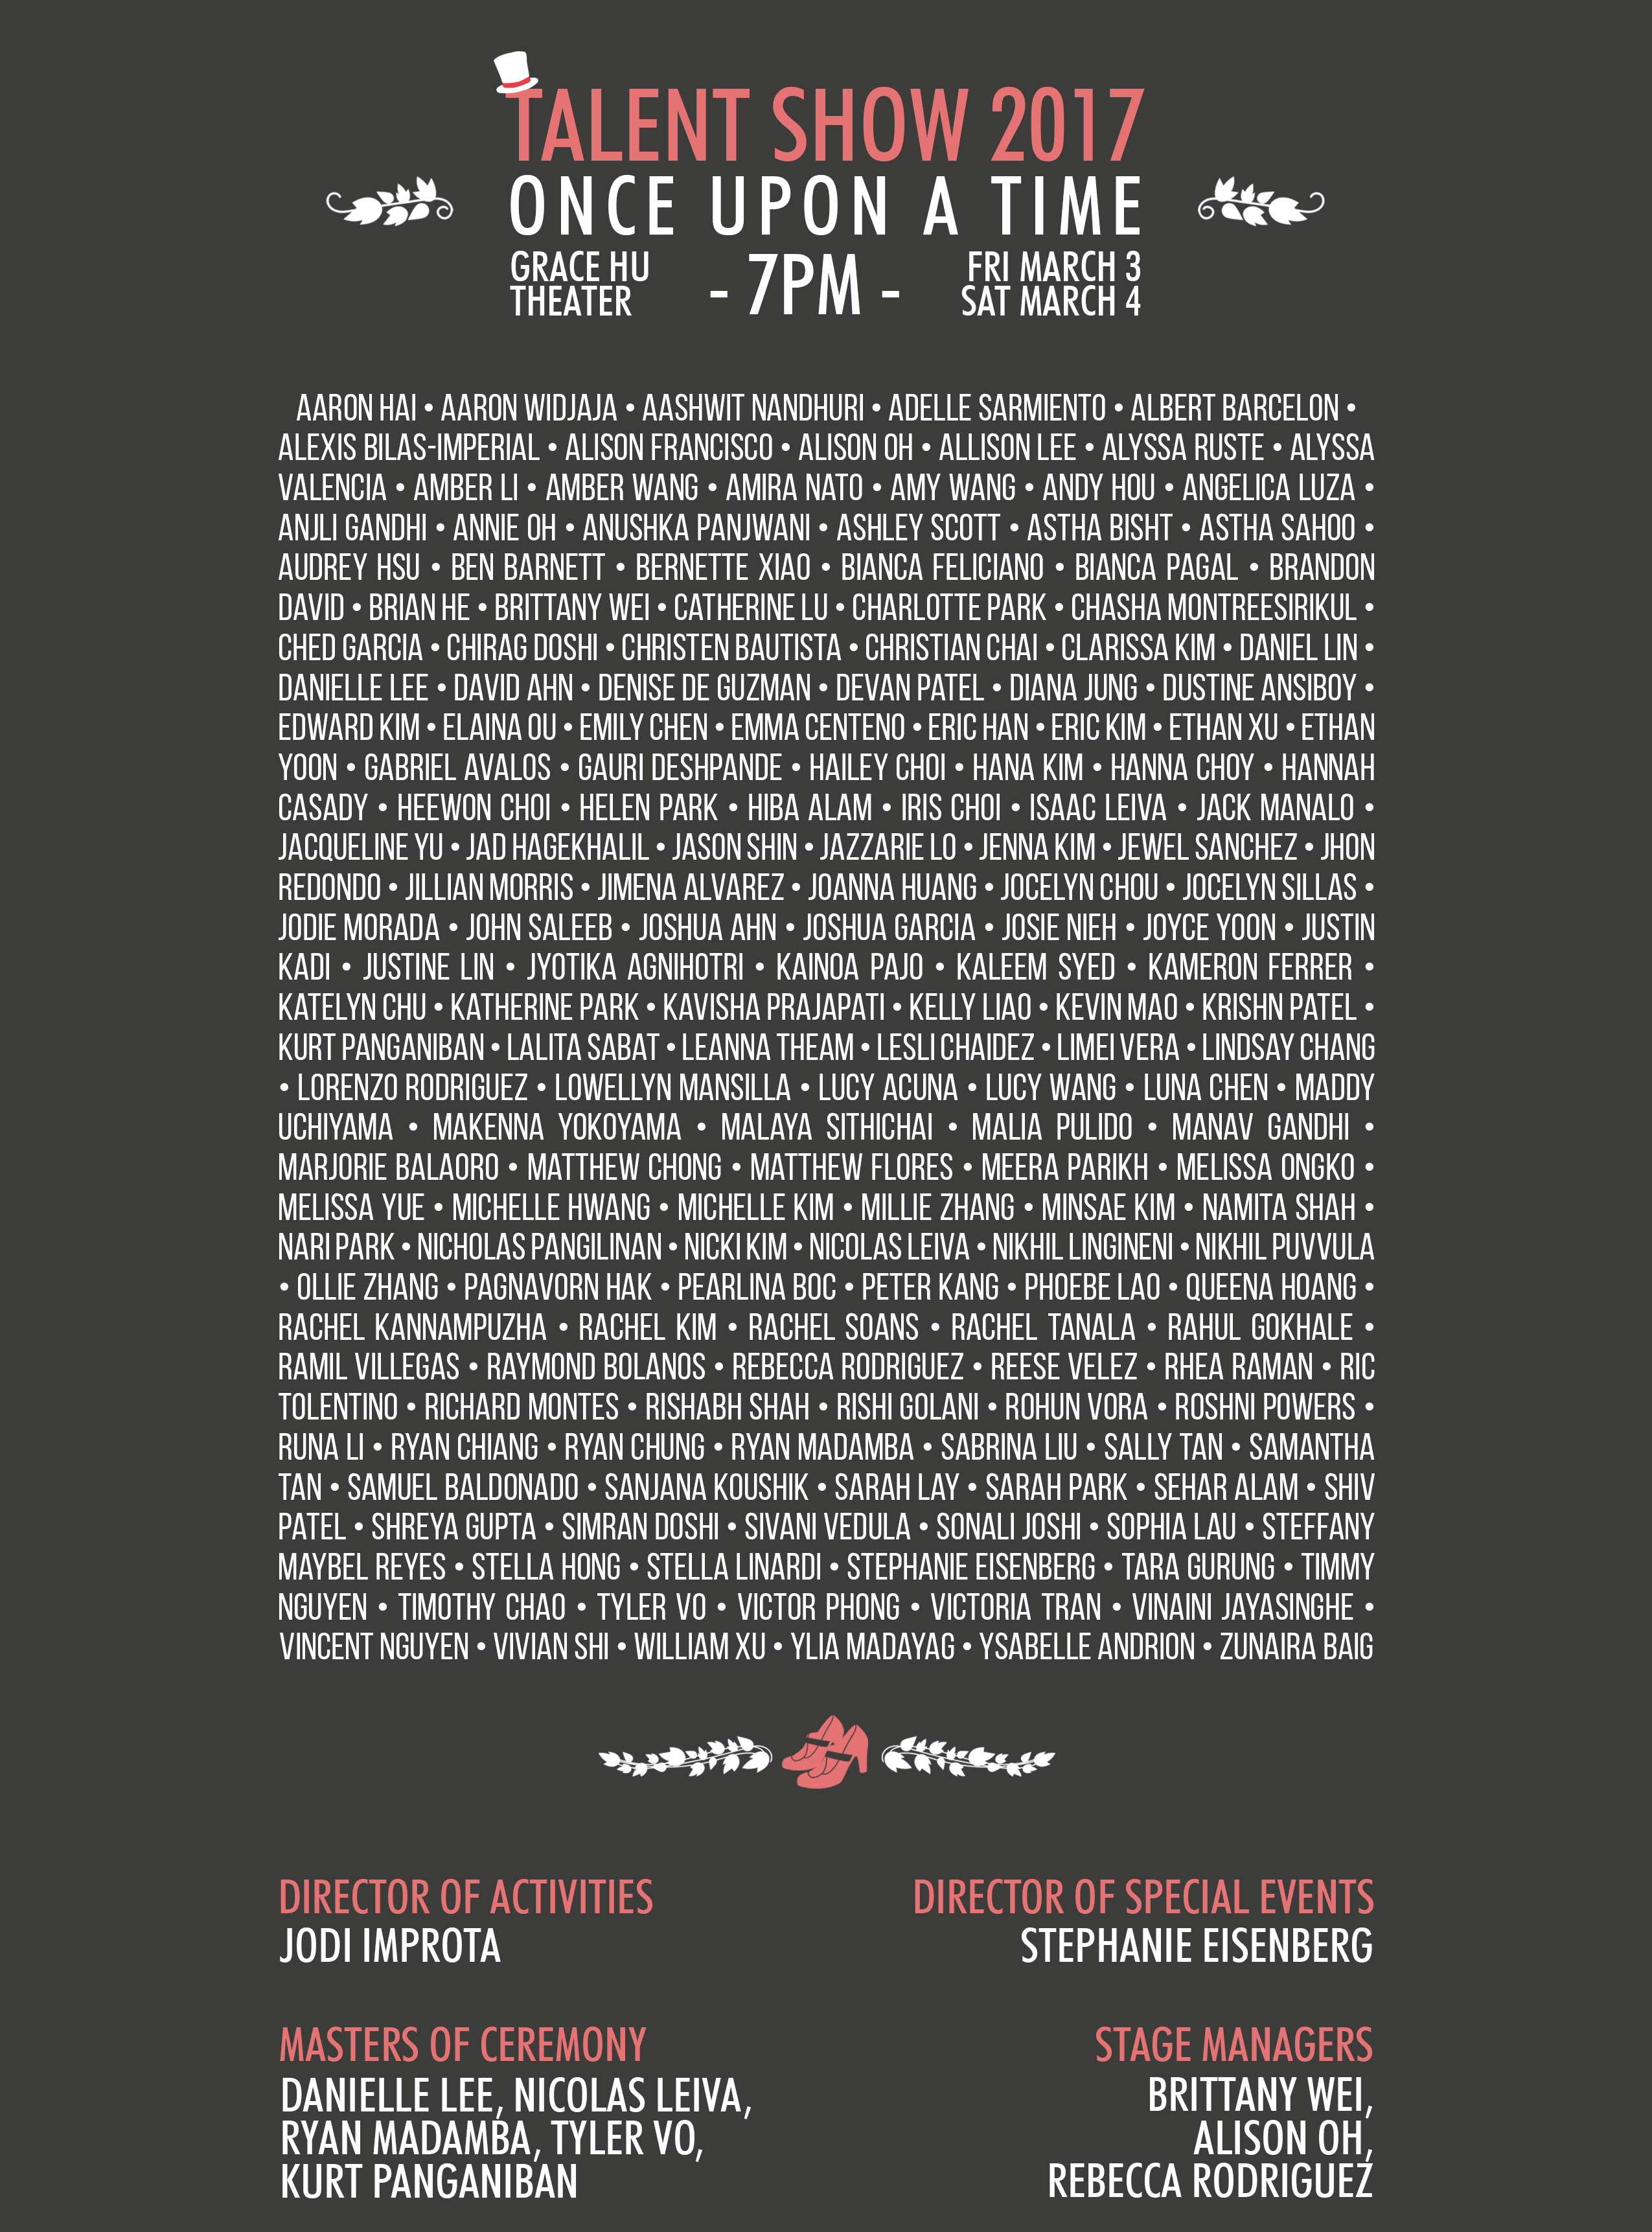 TALENT SHOW 2017
ONCE UPON A TIME
GRACE HU
THEATER
- 7PM -
FRI MARCH 3
SAT MARCH 4
AARON HAI • AARON WIDJAJA • AASHWIT NANDHURI • ADELLE SARMIENTO • ALBERT BARCELON •
ALEXIS BILAS-IMPERIAL • ALISON FRANCISCO • ALISON OH • ALLISON LEE • ALYSSA RUSTE • ALYSSA
VALENCIA • AMBER LI • AMBER WANG • AMIRA NATO • AMY WANG • ANDY HOU • ANGELICA LUZA •
ANJLI GANDHI • ANNIE OH • ANUSHKA PANJWANI • ASHLEY SCOTT • ASTHA BISHT • ASTHA SAHOO •
AUDREY HSU • BEN BARNETT • BERNETTE XIAO • BIANCA FELICIANO • BIANCA PAGAL • BRANDON
DAVID • BRIAN HE • BRITTANY WEI • CATHERINE LU • CHARLOTTE PARK • CHASHA MONTREESIRIKUL •
CHED GARCIA • CHIRAG DOSHI • CHRISTEN BAUTISTA • CHRISTIAN CHAI • CLARISSA KIM • DANIEL LIN •
DANIELLE LEE • DAVID AHN • DENISE DE GUZMAN • DEVAN PATEL • DIANA JUNG • DUSTINE ANSIBOY •
EDWARD KIM • ELAINA OU • EMILY CHEN • EMMA CENTENO • ERIC HAN • ERIC KIM • ETHAN XU • ETHAN
YOON • GABRIEL AVALOS • GAURI DESHPANDE • HAILEY CHOI • HANA KIM • HANNA CHOY • HANNAH
CASADY • HEEWON CHOI • HELEN PARK • HIBA ALAM • IRIS CHOI • ISAAC LEIVA • JACK MANALO •
JACQUELINE YU • JAD HAGEKHALIL • JASON SHIN • JAZZARIE LO • JENNA KIM • JEWEL SANCHEZ • JHON
REDONDO • JILLIAN MORRIS • JIMENA ALVAREZ • JOANNA HUANG • JOCELYN CHOU • JOCELYN SILLAS •
JODIE MORADA • JOHN SALEEB • JOSHUA AHN • JOSHUA GARCIA • JOSIE NIEH • JOYCE YOON • JUSTIN
KADI • JUSTINE LIN • JYOTIKA AGNIHOTRI • KAINOA PAJO • KALEEM SYED • KAMERON FERRER •
KATELYN CHU • KATHERINE PARK • KAVISHA PRAJAPATI • KELLY LIAO • KEVIN MAO • KRISHN PATEL •
KURT PANGANIBAN • LALITA SABAT • LEANNA THEAM • LESLI CHAIDEZ • LIMEI VERA • LINDSAY CHANG
• LORENZO RODRIGUEZ • LOWELLYN MANSILLA • LUCY ACUNA • LUCY WANG • LUNA CHEN • MADDY
UCHIYAMA • MAKENNA YOKOYAMA • MALAYA SITHICHAI • MALIA PULIDO • MANAV GANDHI •
MARJORIE BALAORO • MATTHEW CHONG • MATTHEW FLORES • MEERA PARIKH • MELISSA ONGKO •
MELISSA YUE • MICHELLE HWANG • MICHELLE KIM • MILLIE ZHANG • MINSAE KIM • NAMITA SHAH •
NARI PARK • NICHOLAS PANGILINAN • NICKI KIM • NICOLAS LEIVA • NIKHIL LINGINENI • NIKHIL PUVVULA
• OLLIE ZHANG • PAGNAVORN HAK • PEARLINA BOC • PETER KANG • PHOEBE LAO • QUEENA HOANG •
RACHEL KANNAMPUZHA • RACHEL KIM • RACHEL SOANS • RACHEL TANALA • RAHUL GOKHALE •
RAMIL VILLEGAS • RAYMOND BOLANOS • REBECCA RODRIGUEZ • REESE VELEZ • RHEA RAMAN • RIC
TOLENTINO • RICHARD MONTES • RISHABH SHAH • RISHI GOLANI • ROHUN VORA • ROSHNI POWERS •
RUNA LI • RYAN CHIANG • RYAN CHUNG • RYAN MADAMBA • SABRINA LIU • SALLY TAN • SAMANTHA
TAN • SAMUEL BALDONADO • SANJANA KOUSHIK • SARAH LAY • SARAH PARK • SEHAR ALAM • SHIV
PATEL • SHREYA GUPTA • SIMRAN DOSHI • SIVANI VEDULA • SONALI JOSHI • SOPHIA LAU • STEFFANY
MAYBEL REYES • STELLA HONG • STELLA LINARDI • STEPHANIE EISENBERG • TARA GURUNG • TIMMY
NGUYEN • TIMOTHY CHAO • TYLER VO • VICTOR PHONG • VICTORIA TRAN • VINAINI JAYASINGHE •
VINCENT NGUYEN • VIVIAN SHI • WILLIAM XU • YLIA MADAYAG • YSABELLE ANDRION • ZUNAIRA BAIG
DIRECTOR OF ACTIVITIES
JODI IMPROTA
DIRECTOR OF SPECIAL EVENTS
STEPHANIE EISENBERG
MASTERS OF CEREMONY
DANIELLE LEE, NICOLAS LEIVA,
RYAN MADAMBA, TYLER VO,
KURT PANGANIBAN
STAGE MANAGERS
BRITTANY WEI,
ALISON OH,
REBECCA RODRIGUEZ